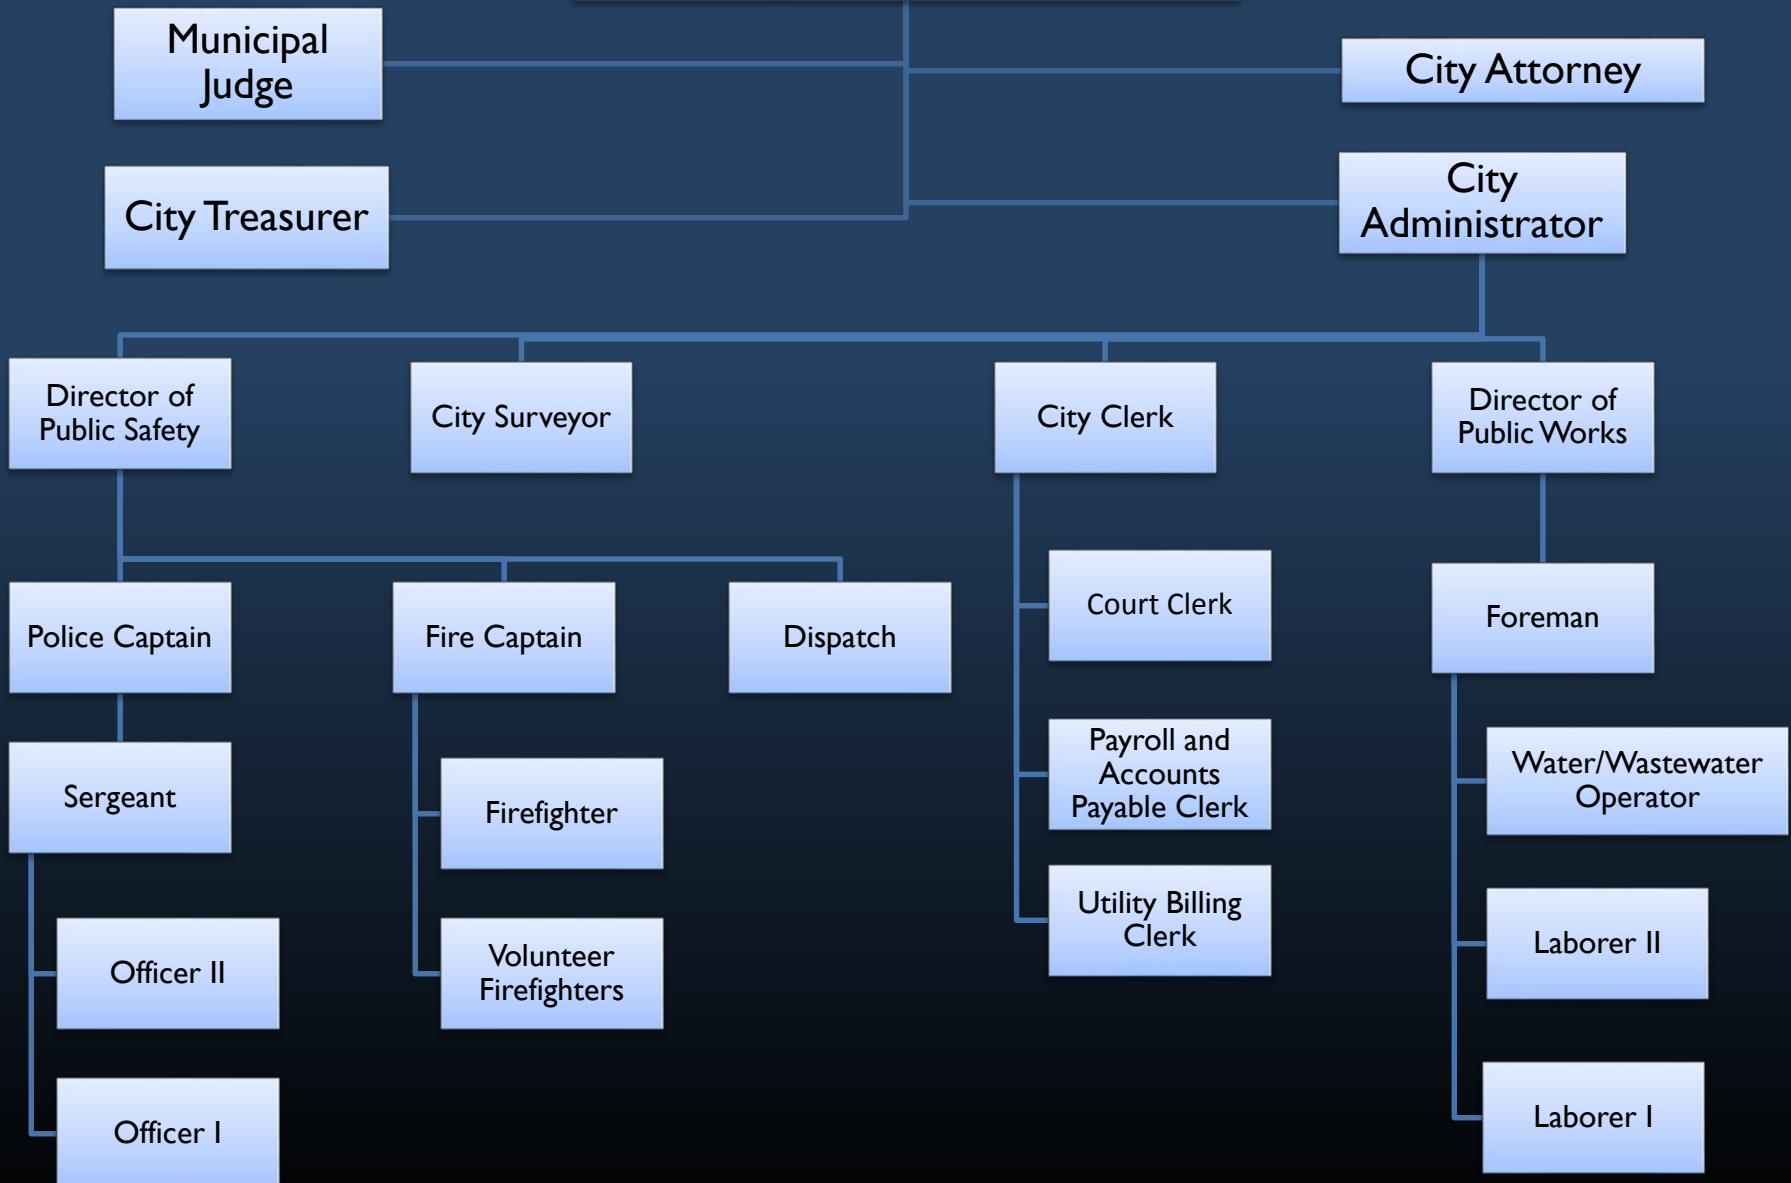 Municipal
Judge
City Attorney
City Treasurer
City
Administrator
Director of
Public Safety
City Surveyor
City Clerk
Director of
Public Works
Police Captain
Fire Captain
Dispatch
Court Clerk
Foreman
Sergeant
Firefighter
Payroll and
Accounts
Payable Clerk
Water/Wastewater
Operator
Officer II
Volunteer
Firefighters
Utility Billing
Clerk
Laborer II
Officer I
Laborer I